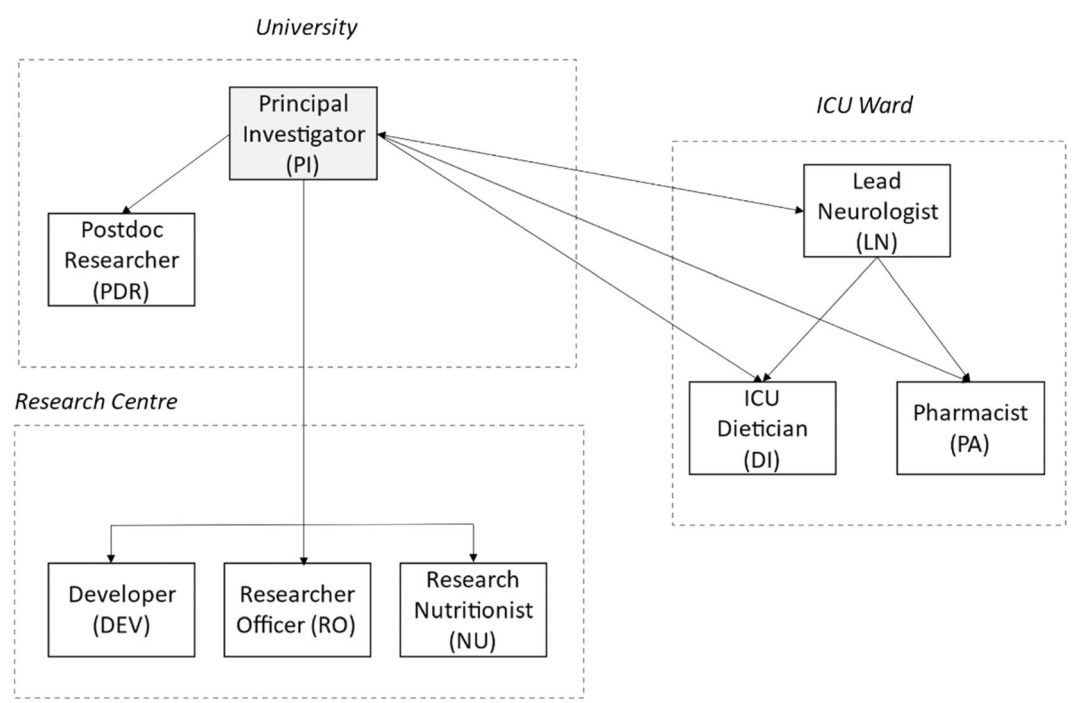 University
Principal
Investigator
(PI)
Postdoc
Researcher
(PDR)
ICU Ward
Lead
Neurologist
(LN)
ICU
Dietician
(DI)
Pharmacist
(PA)
Research Centre
Developer
(DEV)
Researcher
Officer (RO)
Research
Nutritionist
(NU)